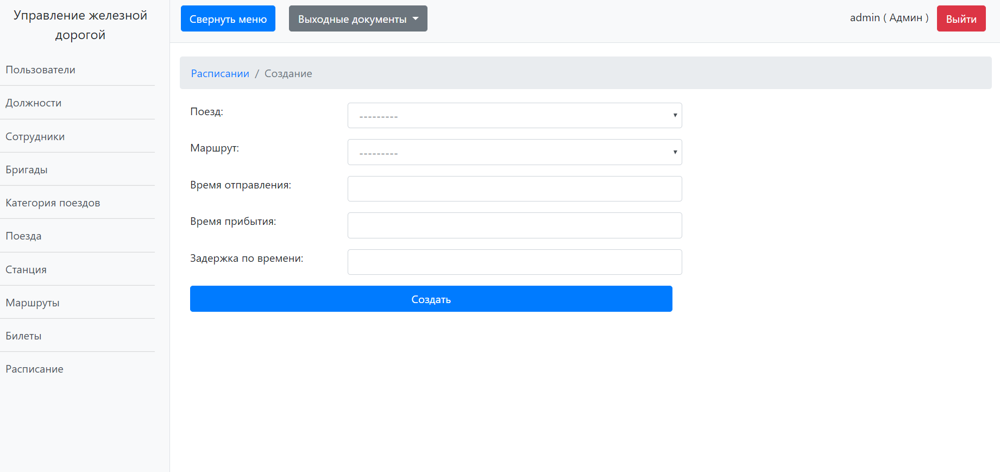 Управление железной
дорогой
Пользователи
Должности
Сотрудники
Бригады
Категория поездов
Поезда
Станция
Маршруты
Билеты
Расписание
Свернуть меню
Выходные документы
admin ( Админ )
Выйти
Расписании / Создание
Поезд:
---------
Маршрут:
---------
Время отправления:
Время прибытия:
Задержка по времени:
Создать